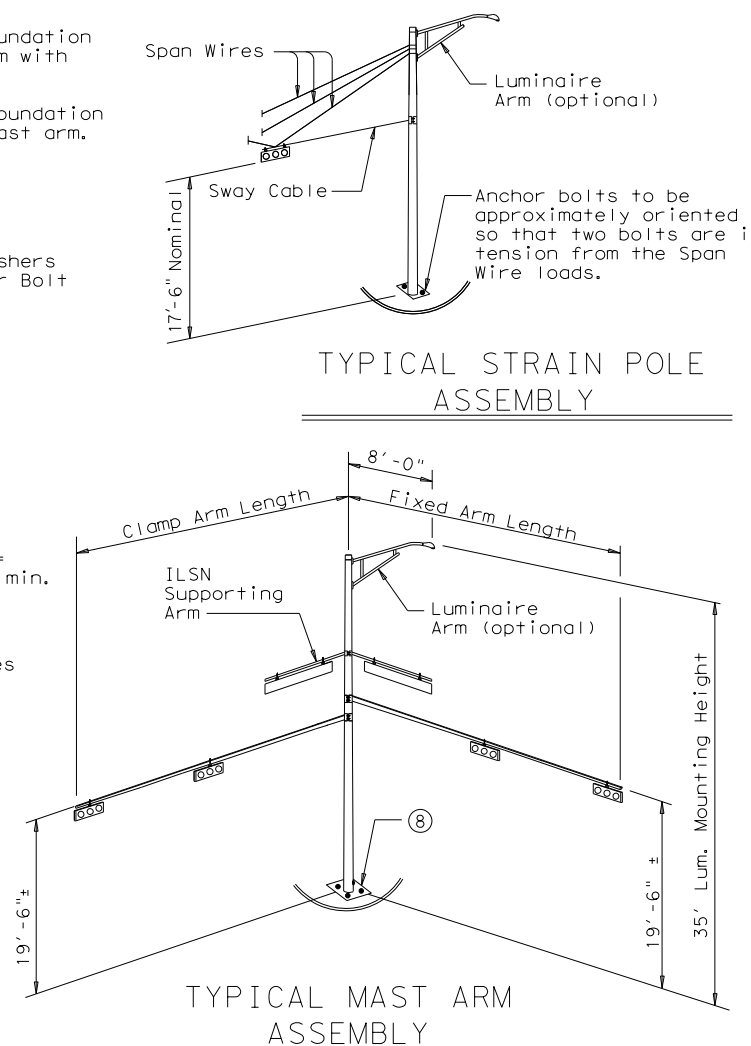 oundation
m with
Span Wires
Luminaire
Arm (optional)
oundation
ast arm.
Sway Cable
17'-6" Nominal
Anchor bolts to be
approximately oriented
so that two bolts are i
tension from the Span
Wire loads.
shers
r Bolt
TYPICAL STRAIN POLE
ASSEMBLY
8'-0"
Clamp Arm Length
Fixed Arm Length
min.
ILSN
Supporting
Arm
Luminaire
Arm (optional)
es
35' Lum. Mounting Height
8
19'-6"±
19'-6" ±
TYPICAL MAST ARM
ASSEMBLY